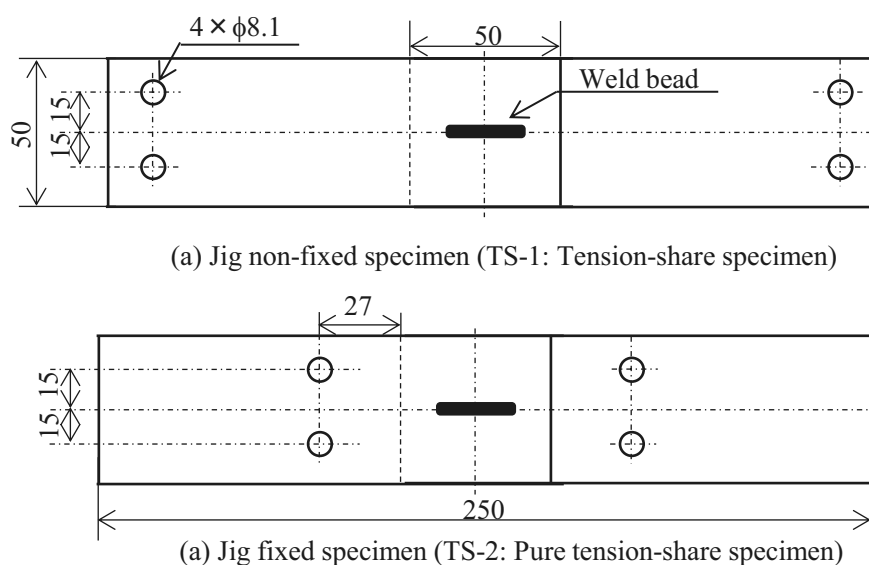 4×ϕ8.1
50
Weld bead
50
15
15
(a) Jig non-fixed specimen (TS-1: Tension-share specimen)
27
15
15
250
(a) Jig fixed specimen (TS-2: Pure tension-share specimen)